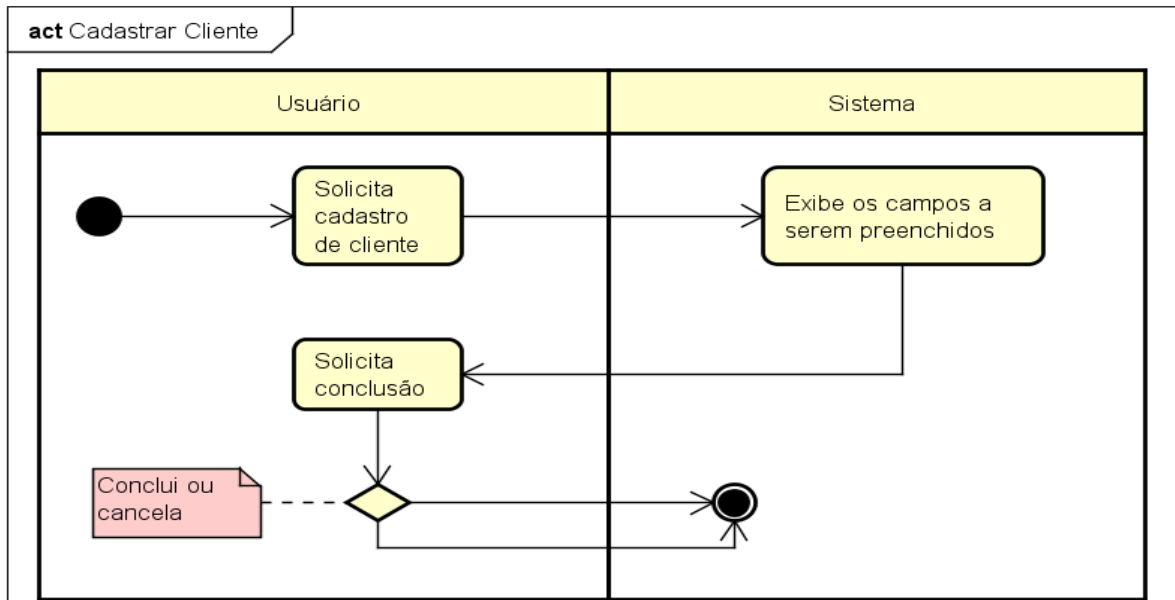 act Cadastrar Cliente
Usuário
Sistema
Solicita
cadastro
de cliente
Exibe os campos a
serem preenchidos
Solicita
conclusão
Conclui ou
cancela